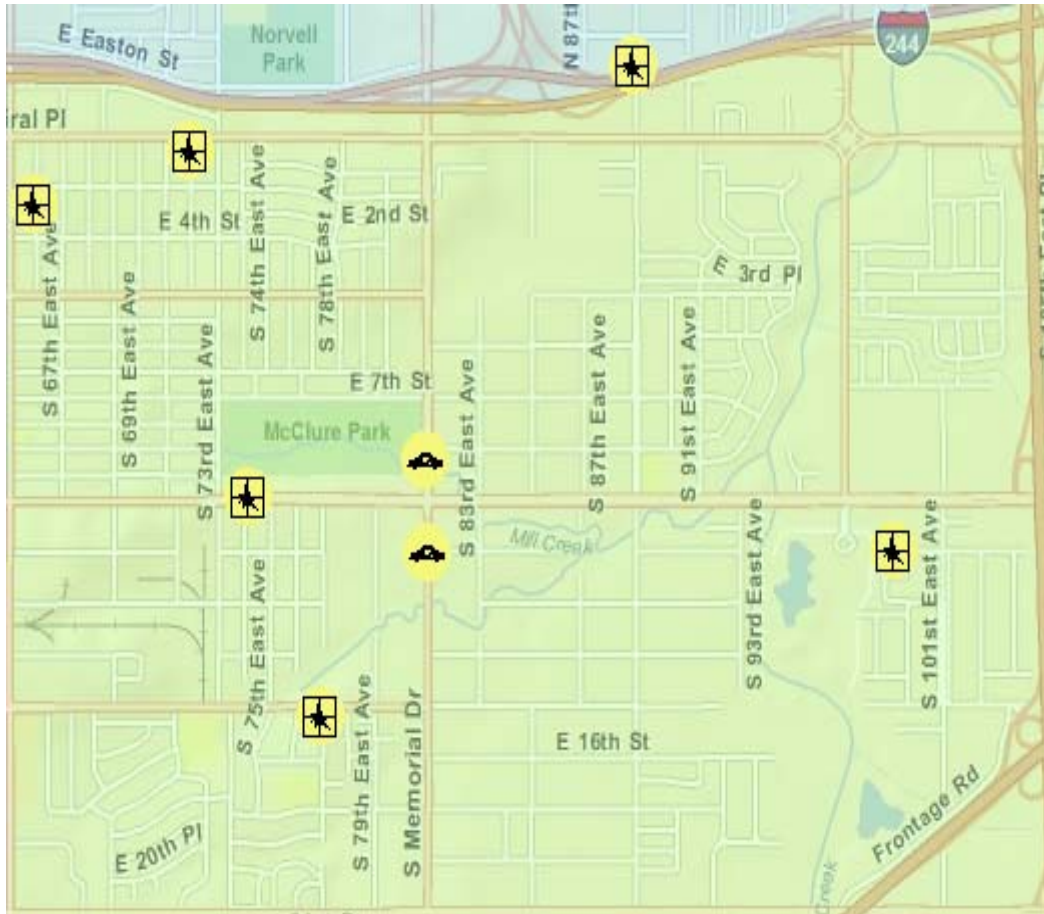 E Easton St
Norvell
Park
N 87th
244
iral Pl
E 4th St
E 2nd St
S 67th East Ave
S 69th East Ave
S 73rd East Ave
S 74th East Ave
S 78th East Ave
E 3rd Pl
E 7th St
McClure Park
S 83rd East Ave
S 87th East Ave
S 91st East Ave
Mill Creek
S 93rd East Ave
S 101st East Ave
S 75th East Ave
S 79th East Ave
S Memorial Dr
E 16th St
E 20th Pl
Frontage Rd
Creek